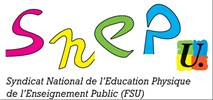 SnEP
U.
Syndicat National de l'Education Physique
de l'Enseignement Public (FSU)